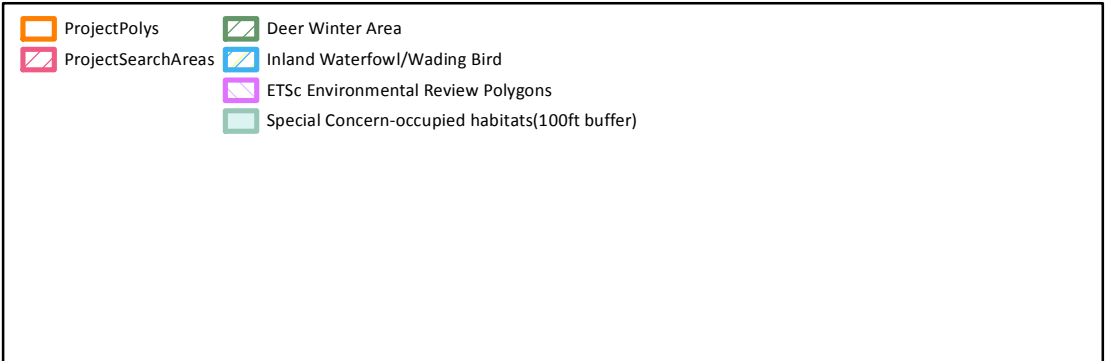 ProjectPolys
ProjectSearchAreas
Deer Winter Area
Inland Waterfowl/Wading Bird
ETSc Environmental Review Polygons
Special Concern-occupied habitats(100ft buffer)